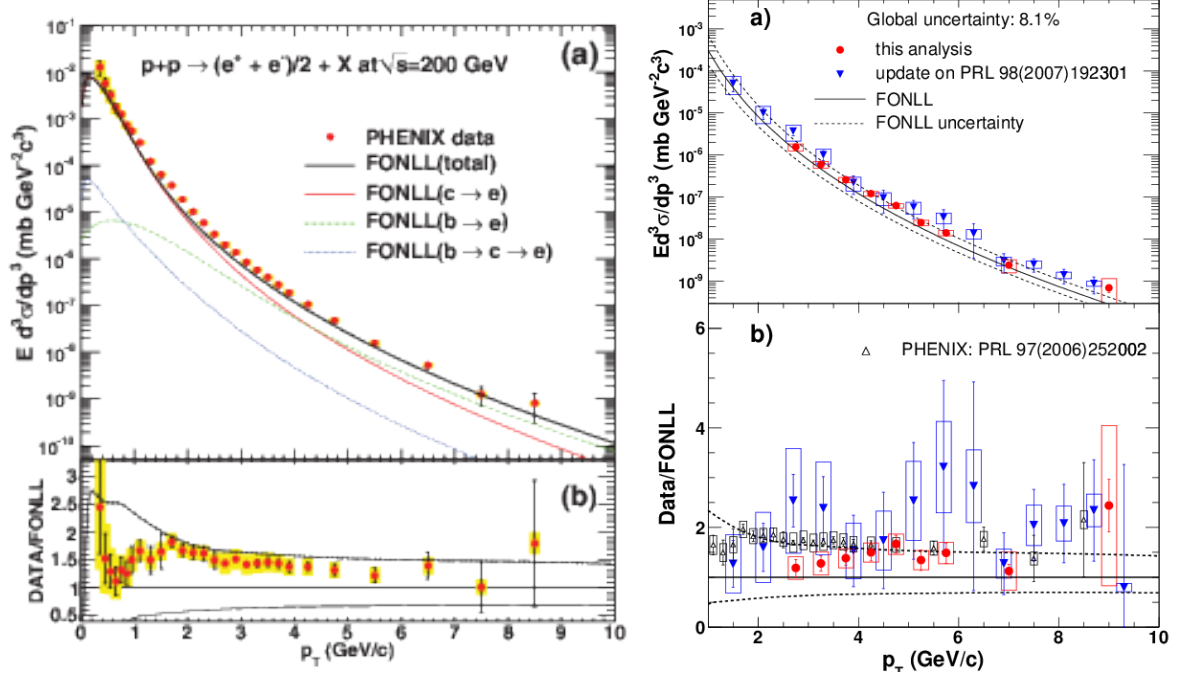 (a)
p+p → (e⁺ + e⁻)/2 + X at √s=200 GeV
PHENIX data
FONLL(total)
FONLL(c → e)
FONLL(b → e)
FONLL(b → c → e)
E d³σ/dp³ (mb GeV⁻²c³)
10⁻¹
10⁻²
10⁻³
10⁻⁴
10⁻⁵
10⁻⁶
10⁻⁷
10⁻⁸
10⁻⁹
10⁻¹⁰
(b)
DATA/FONLL
3
2.5
2
1.5
1
0.5
0 1 2 3 4 5 6 7 8 9 10
p_T (GeV/c)
a)
Global uncertainty: 8.1%
this analysis
update on PRL 98(2007)192301
FONLL
FONLL uncertainty
Ed³σ/dp³ (mb GeV⁻²c³)
10⁻³
10⁻⁴
10⁻⁵
10⁻⁶
10⁻⁷
10⁻⁸
10⁻⁹
b)
PHENIX: PRL 97(2006)252002
Data/FONLL
6
4
2
0
2 4 6 8 10
p_T (GeV/c)